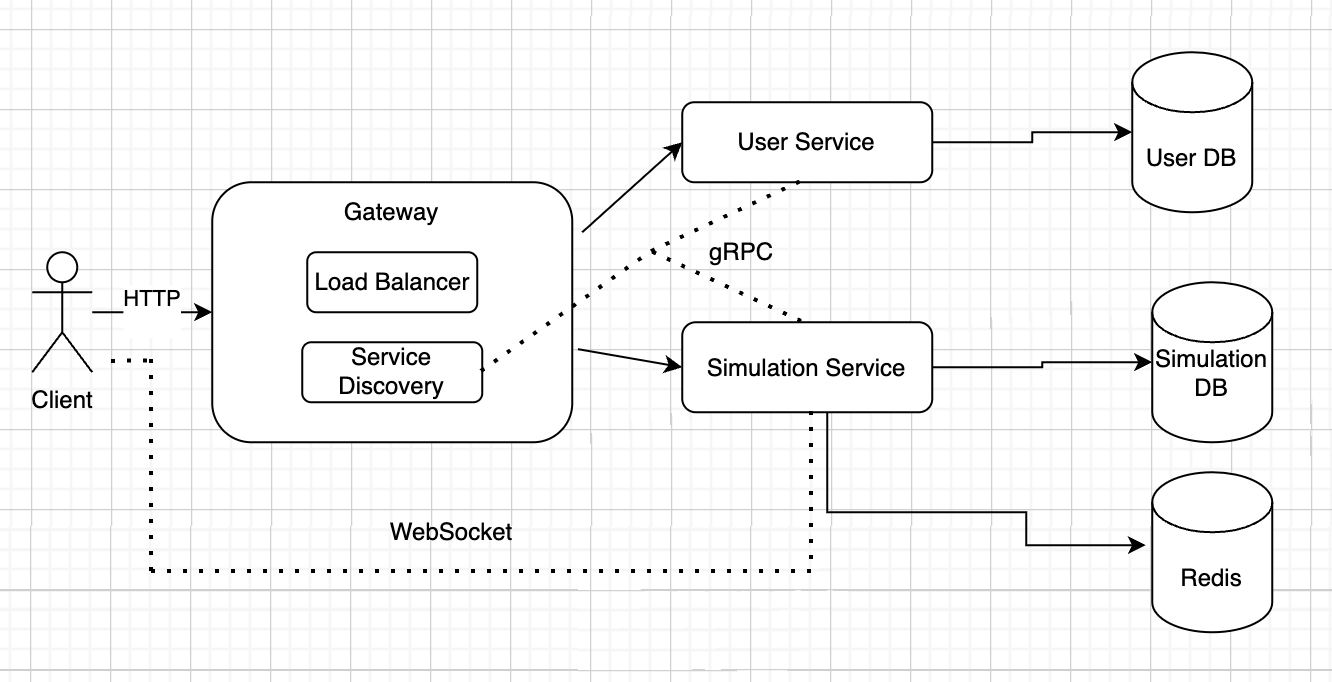 User Service
User DB
Gateway
gRPC
Load Balancer
HTTP
Service
Discovery
Simulation Service
Simulation
DB
Client
WebSocket
Redis